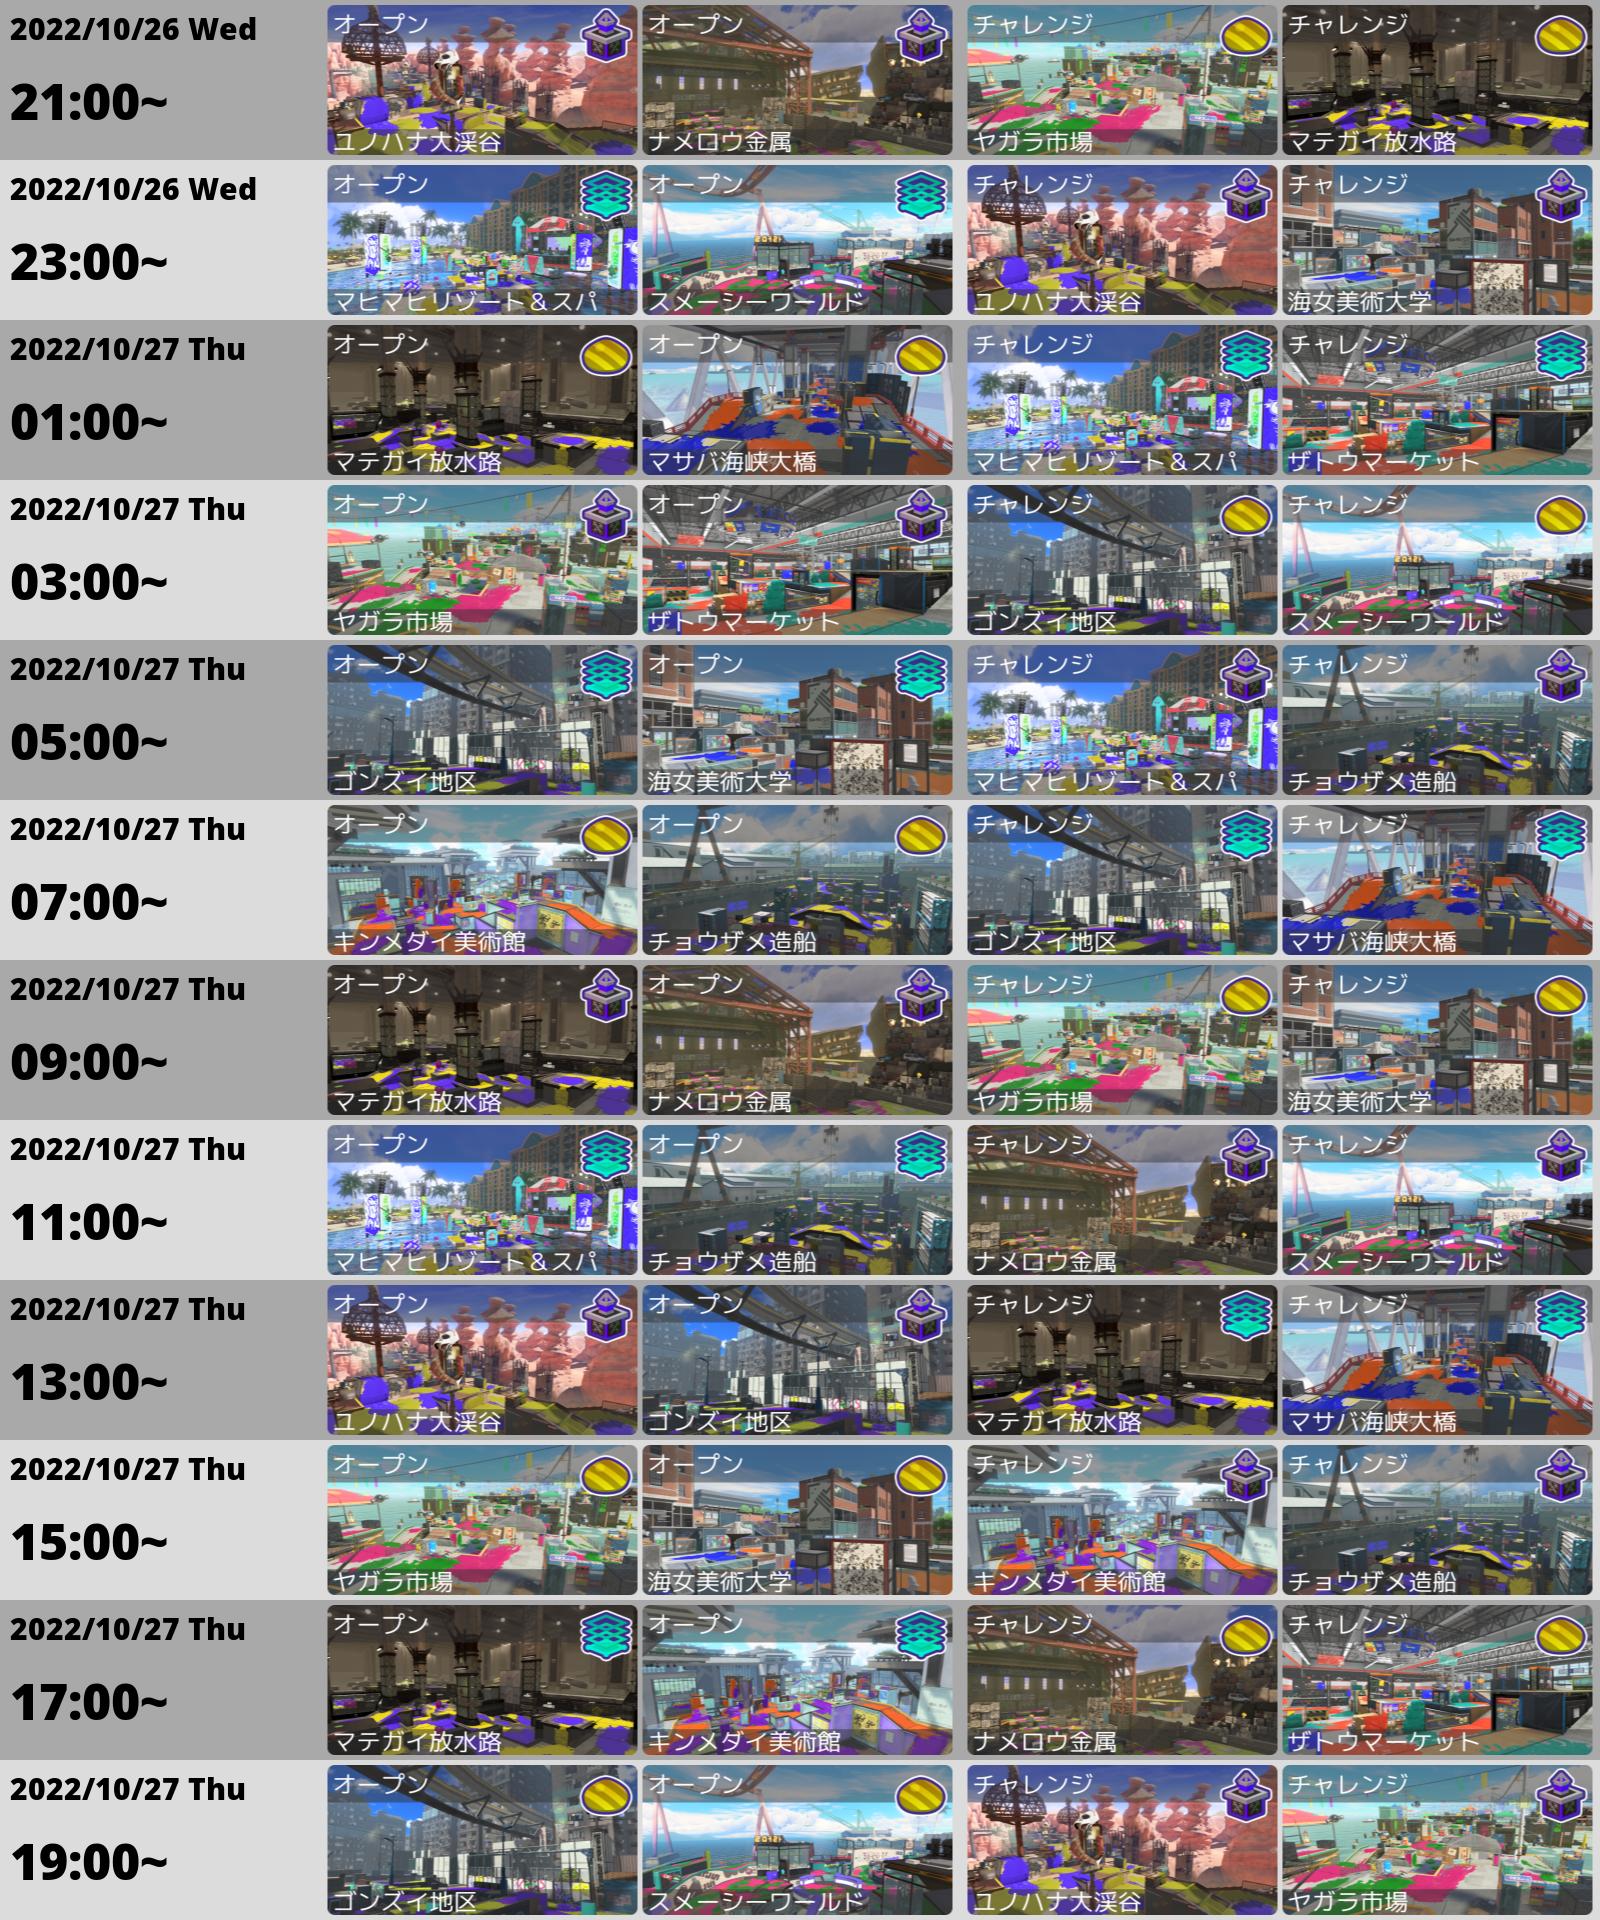 2022/10/26 Wed
21:00~
オープン オープン チャレンジ チャレンジ
ユノハナ大渓谷 ナメロウ金属 ヤガラ市場 マテガイ放水路
2022/10/26 Wed
23:00~
オープン オープン チャレンジ チャレンジ
マヒマヒリゾート＆スパ スメーシーワールド ユノハナ大渓谷 海女美術大学
2022/10/27 Thu
01:00~
オープン オープン チャレンジ チャレンジ
マテガイ放水路 マサバ海峡大橋 マヒマヒリゾート＆スパ ザトウマーケット
2022/10/27 Thu
03:00~
オープン オープン チャレンジ チャレンジ
ヤガラ市場 ザトウマーケット ゴンズイ地区 スメーシーワールド
2022/10/27 Thu
05:00~
オープン オープン チャレンジ チャレンジ
ゴンズイ地区 海女美術大学 マヒマヒリゾート＆スパ チョウザメ造船
2022/10/27 Thu
07:00~
オープン オープン チャレンジ チャレンジ
キンメダイ美術館 チョウザメ造船 ゴンズイ地区 マサバ海峡大橋
2022/10/27 Thu
09:00~
オープン オープン チャレンジ チャレンジ
マテガイ放水路 ナメロウ金属 ヤガラ市場 海女美術大学
2022/10/27 Thu
11:00~
オープン オープン チャレンジ チャレンジ
マヒマヒリゾート＆スパ チョウザメ造船 ナメロウ金属 スメーシーワールド
2022/10/27 Thu
13:00~
オープン オープン チャレンジ チャレンジ
ユノハナ大渓谷 ゴンズイ地区 マテガイ放水路 マサバ海峡大橋
2022/10/27 Thu
15:00~
オープン オープン チャレンジ チャレンジ
ヤガラ市場 海女美術大学 キンメダイ美術館 チョウザメ造船
2022/10/27 Thu
17:00~
オープン オープン チャレンジ チャレンジ
マテガイ放水路 キンメダイ美術館 ナメロウ金属 ザトウマーケット
2022/10/27 Thu
19:00~
オープン オープン チャレンジ チャレンジ
ゴンズイ地区 スメーシーワールド ユノハナ大渓谷 ヤガラ市場